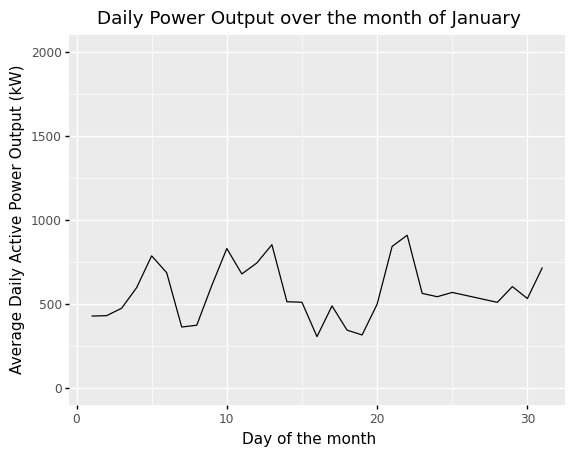 Daily Power Output over the month of January
Average Daily Active Power Output (kW)
2000
1500
1000
500
0
0 10 20 30
Day of the month